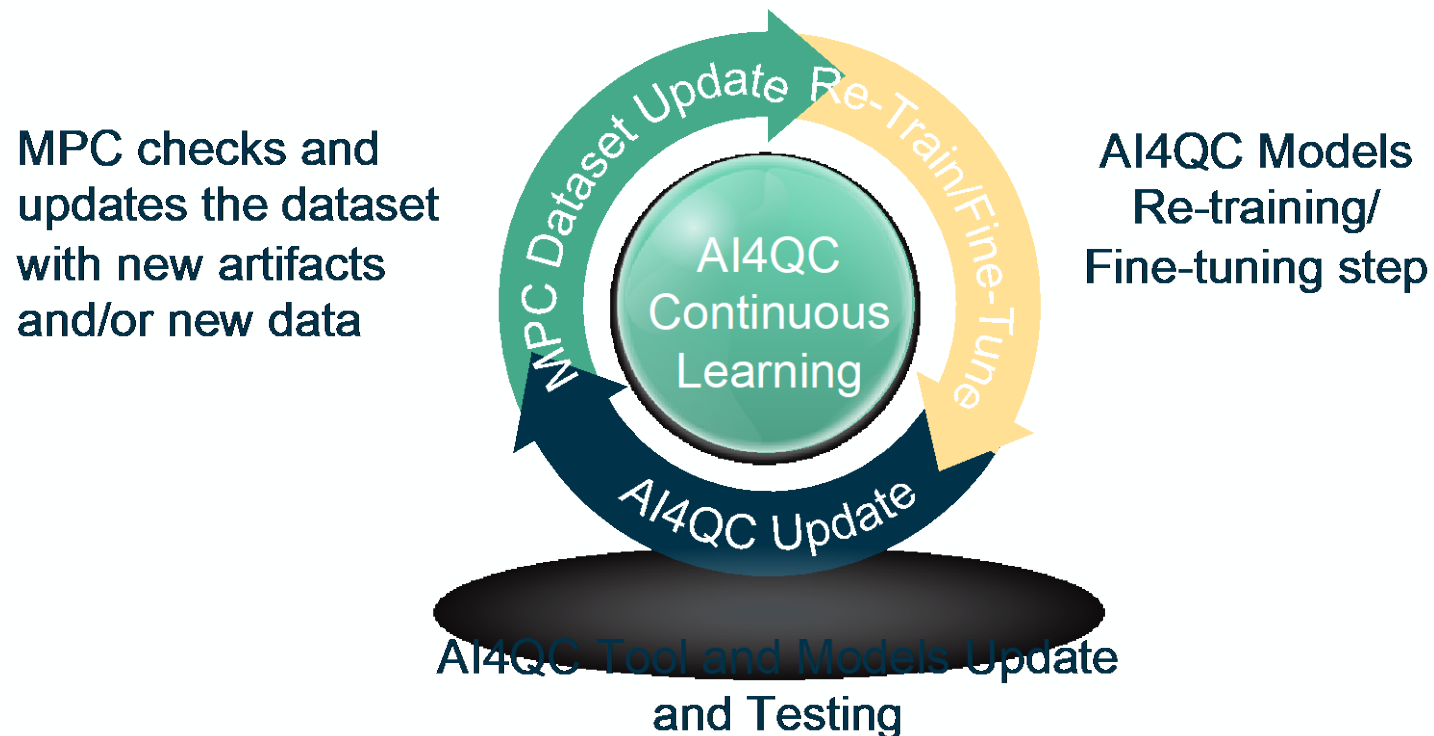 MPC Dataset Update
Re-Train/Fine-Tune
MPC checks and
updates the dataset
with new artifacts
and/or new data
AI4QC
Continuous
Learning
AI4QC Models
Re-training/
Fine-tuning step
AI4QC Update
AI4QC Tool and Models Update
and Testing